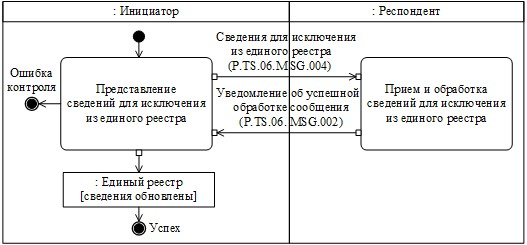 : Инициатор
: Респондент
Сведения для исключения
из единого реестра
(P.TS.06.MSG.004)
Ошибка
контроля
Представление
сведений для исключения
из единого реестра
Прием и обработка
сведений для исключения
из единого реестра
Уведомление об успешной
обработке сообщения
(P.TS.06.MSG.002)
: Единый реестр
[сведения обновлены]
Успех